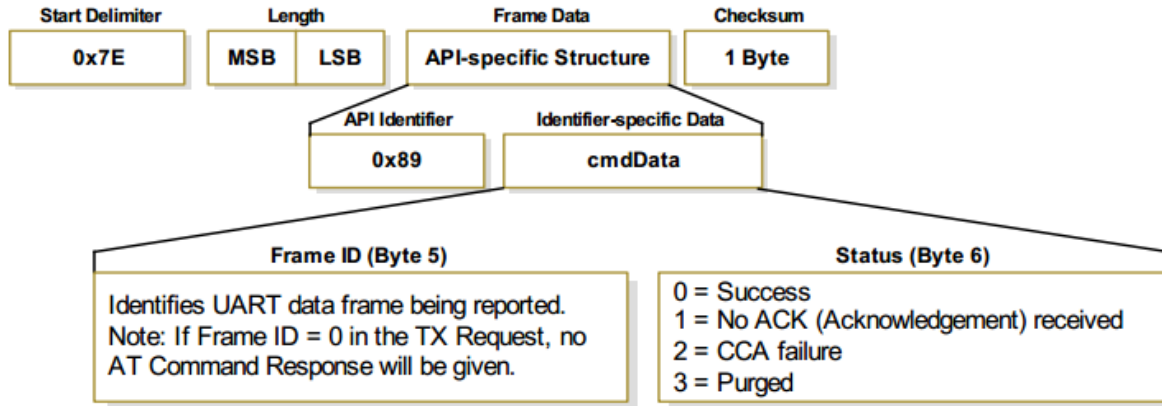 Start Delimiter Length Frame Data Checksum
0x7E MSB LSB API-specific Structure 1 Byte
API Identifier Identifier-specific Data
0x89 cmdData
Frame ID (Byte 5)
Identifies UART data frame being reported.
Note: If Frame ID = 0 in the TX Request, no
AT Command Response will be given.
Status (Byte 6)
0 = Success
1 = No ACK (Acknowledgement) received
2 = CCA failure
3 = Purged